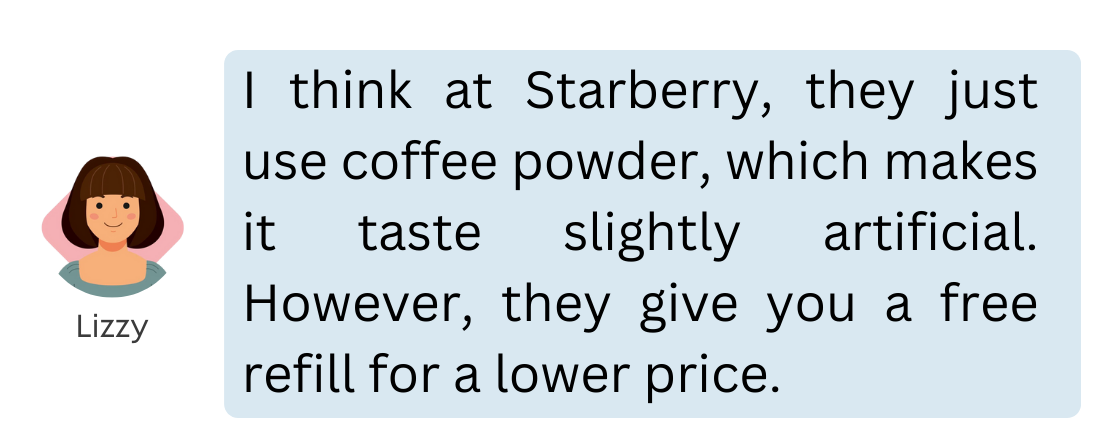 I think at Starberry, they just
use coffee powder, which makes
it taste slightly artificial.
However, they give you a free
refill for a lower price.
Lizzy